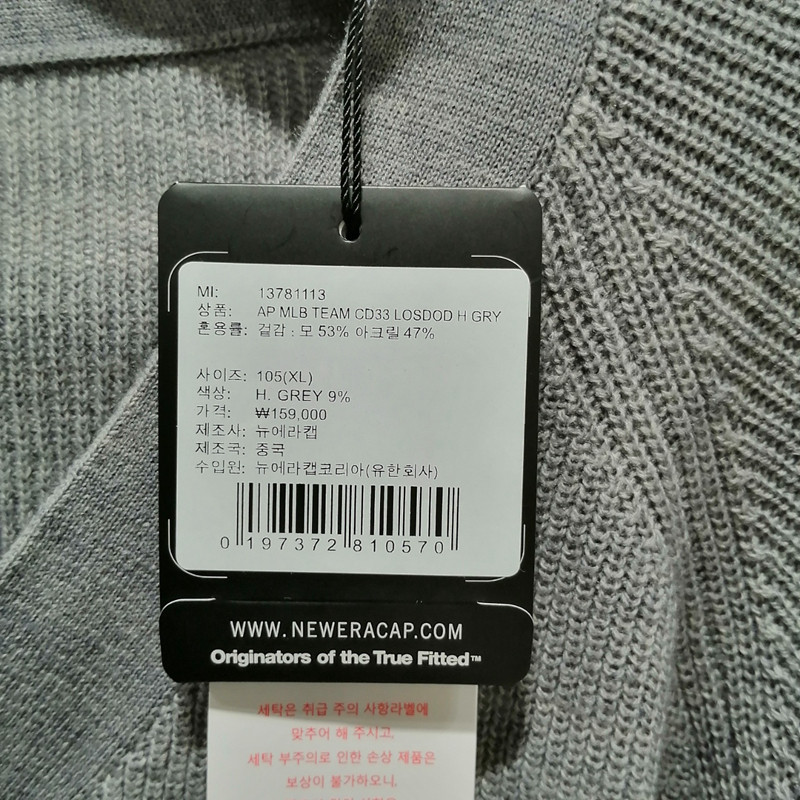 MI: 13781113
상품: AP MLB TEAM CD33 LOSDOD H GRY
혼용률: 겉감 : 모 53% 아크릴 47%
사이즈: 105(XL)
색상: H. GREY 9%
가격: ₩159,000
제조사: 뉴에라캡
제조국: 중국
수입원: 뉴에라캡코리아(유한회사)
0 197372 810570
WWW.NEWERACAP.COM
Originators of the True Fitted™
세탁은 취급 주의 사항라벨에
맞추어 해 주시고,
세탁 부주의로 인한 손상 제품은
보상이 불가하오니,